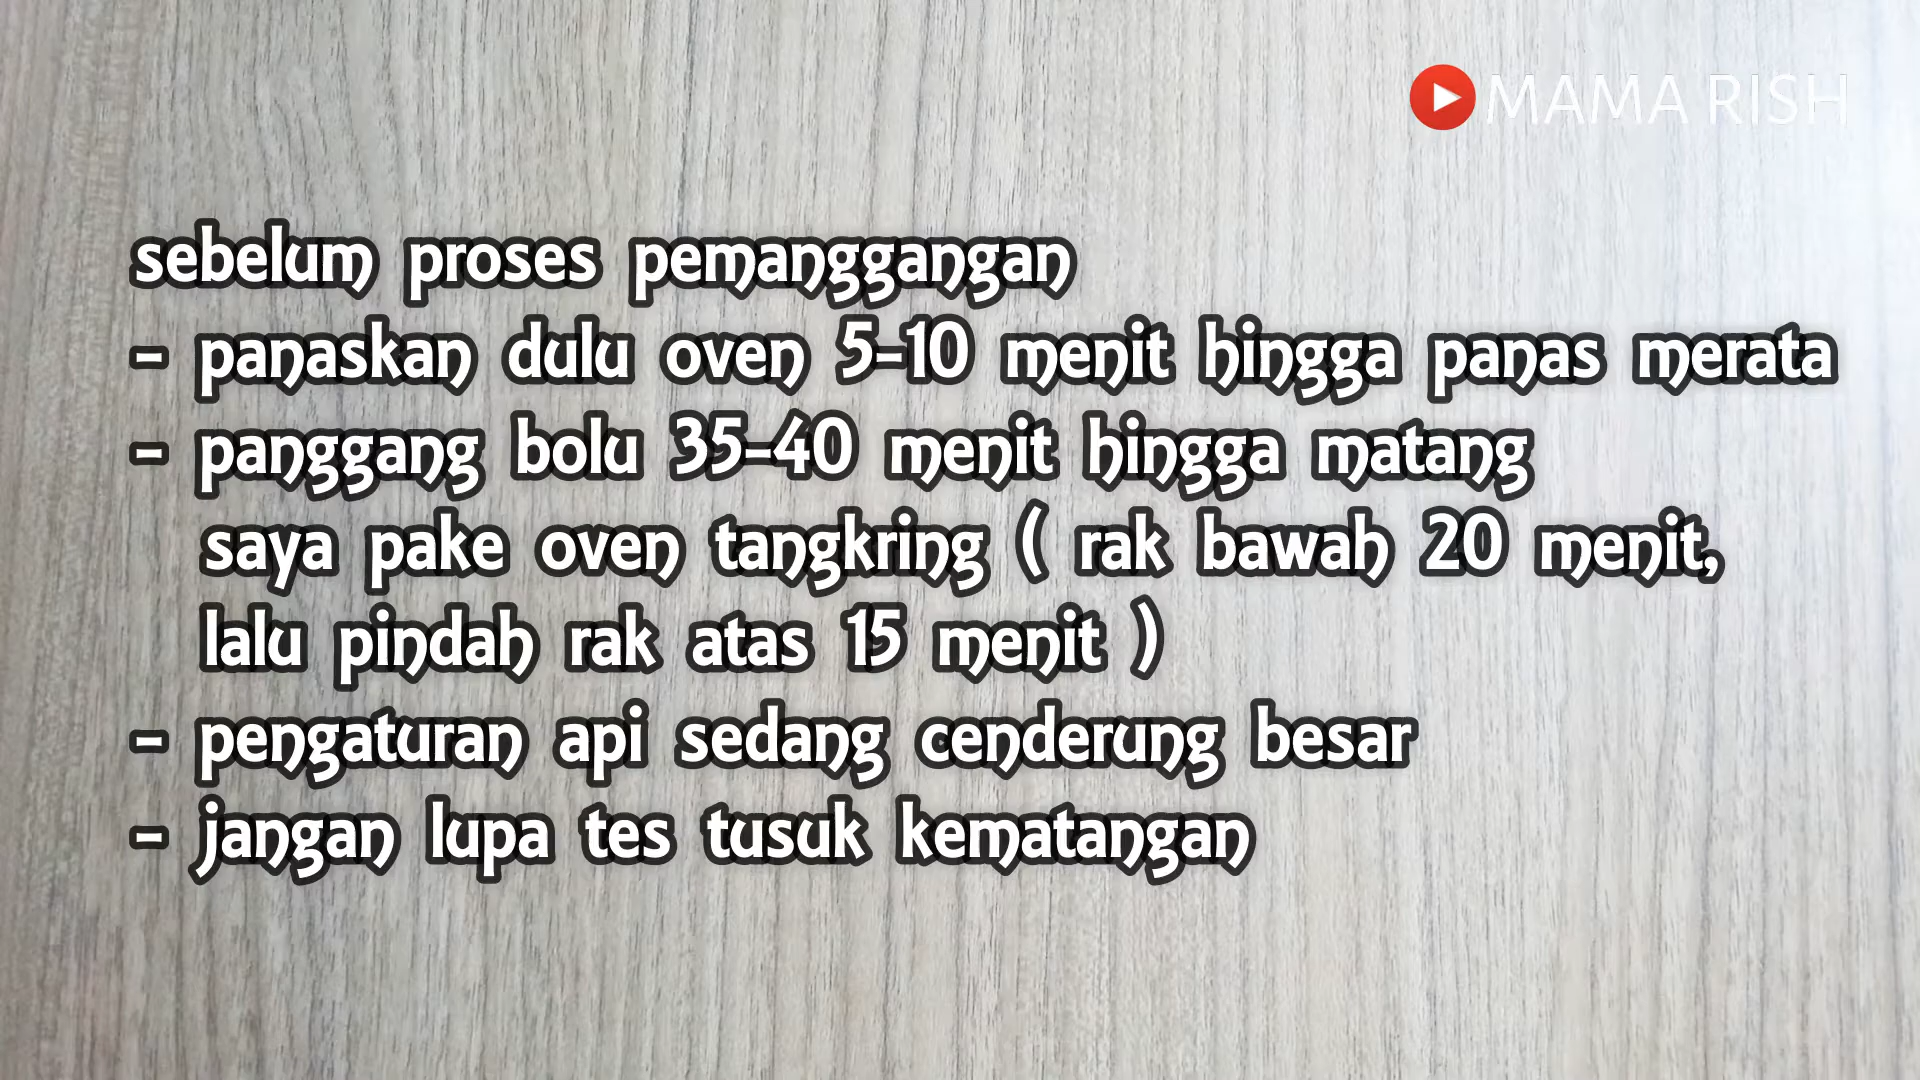 MAMA RISH
sebelum proses pemanggangan
- panaskan dulu oven 5-10 menit hingga panas merata
- panggang bolu 35-40 menit hingga matang
saya pake oven tangkring ( rak bawah 20 menit,
lalu pindah rak atas 15 menit )
- pengaturan api sedang cenderung besar
- jangan lupa tes tusuk kematangan